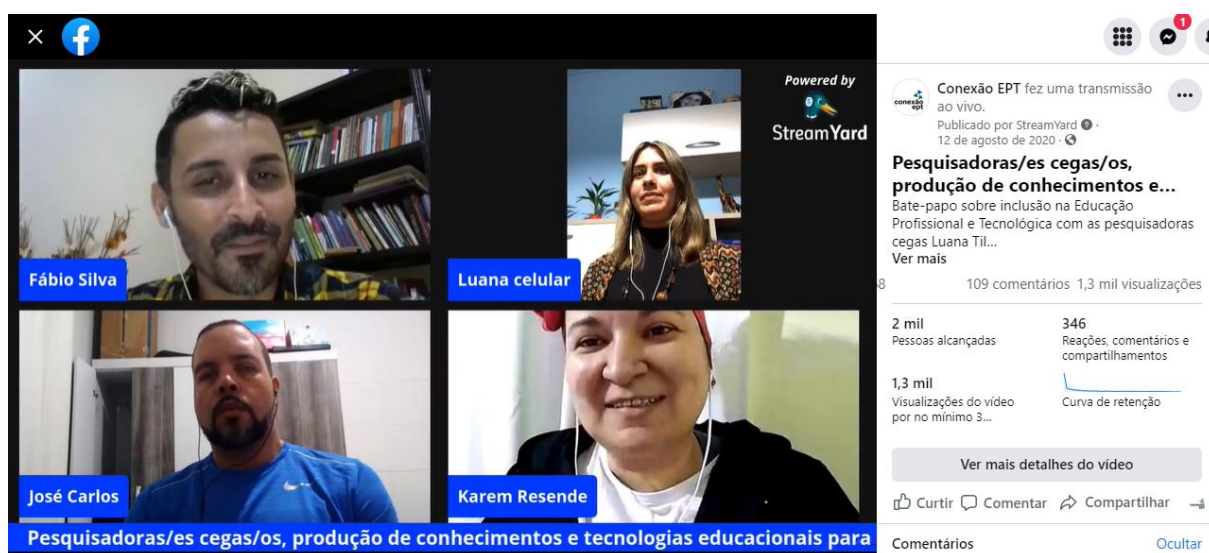 Powered by
StreamYard
Fábio Silva
Luana celular
José Carlos
Karem Resende
Pesquisadoras/es cegas/os, produção de conhecimentos e tecnologias educacionais para
1
conexão
ept
Conexão EPT fez uma transmissão
ao vivo.
Publicado por StreamYard
12 de agosto de 2020
Pesquisadoras/es cegas/os,
produção de conhecimentos e...
Bate-papo sobre inclusão na Educação
Profissional e Tecnológica com as pesquisadoras
cegas Luana Til...
Ver mais
109 comentários 1,3 mil visualizações
2 mil
Pessoas alcançadas
346
Reações, comentários e
compartilhamentos
1,3 mil
Visualizações do vídeo
por no mínimo 3...
Curva de retenção
Ver mais detalhes do vídeo
Curtir Comentar Compartilhar
Comentários Ocultar